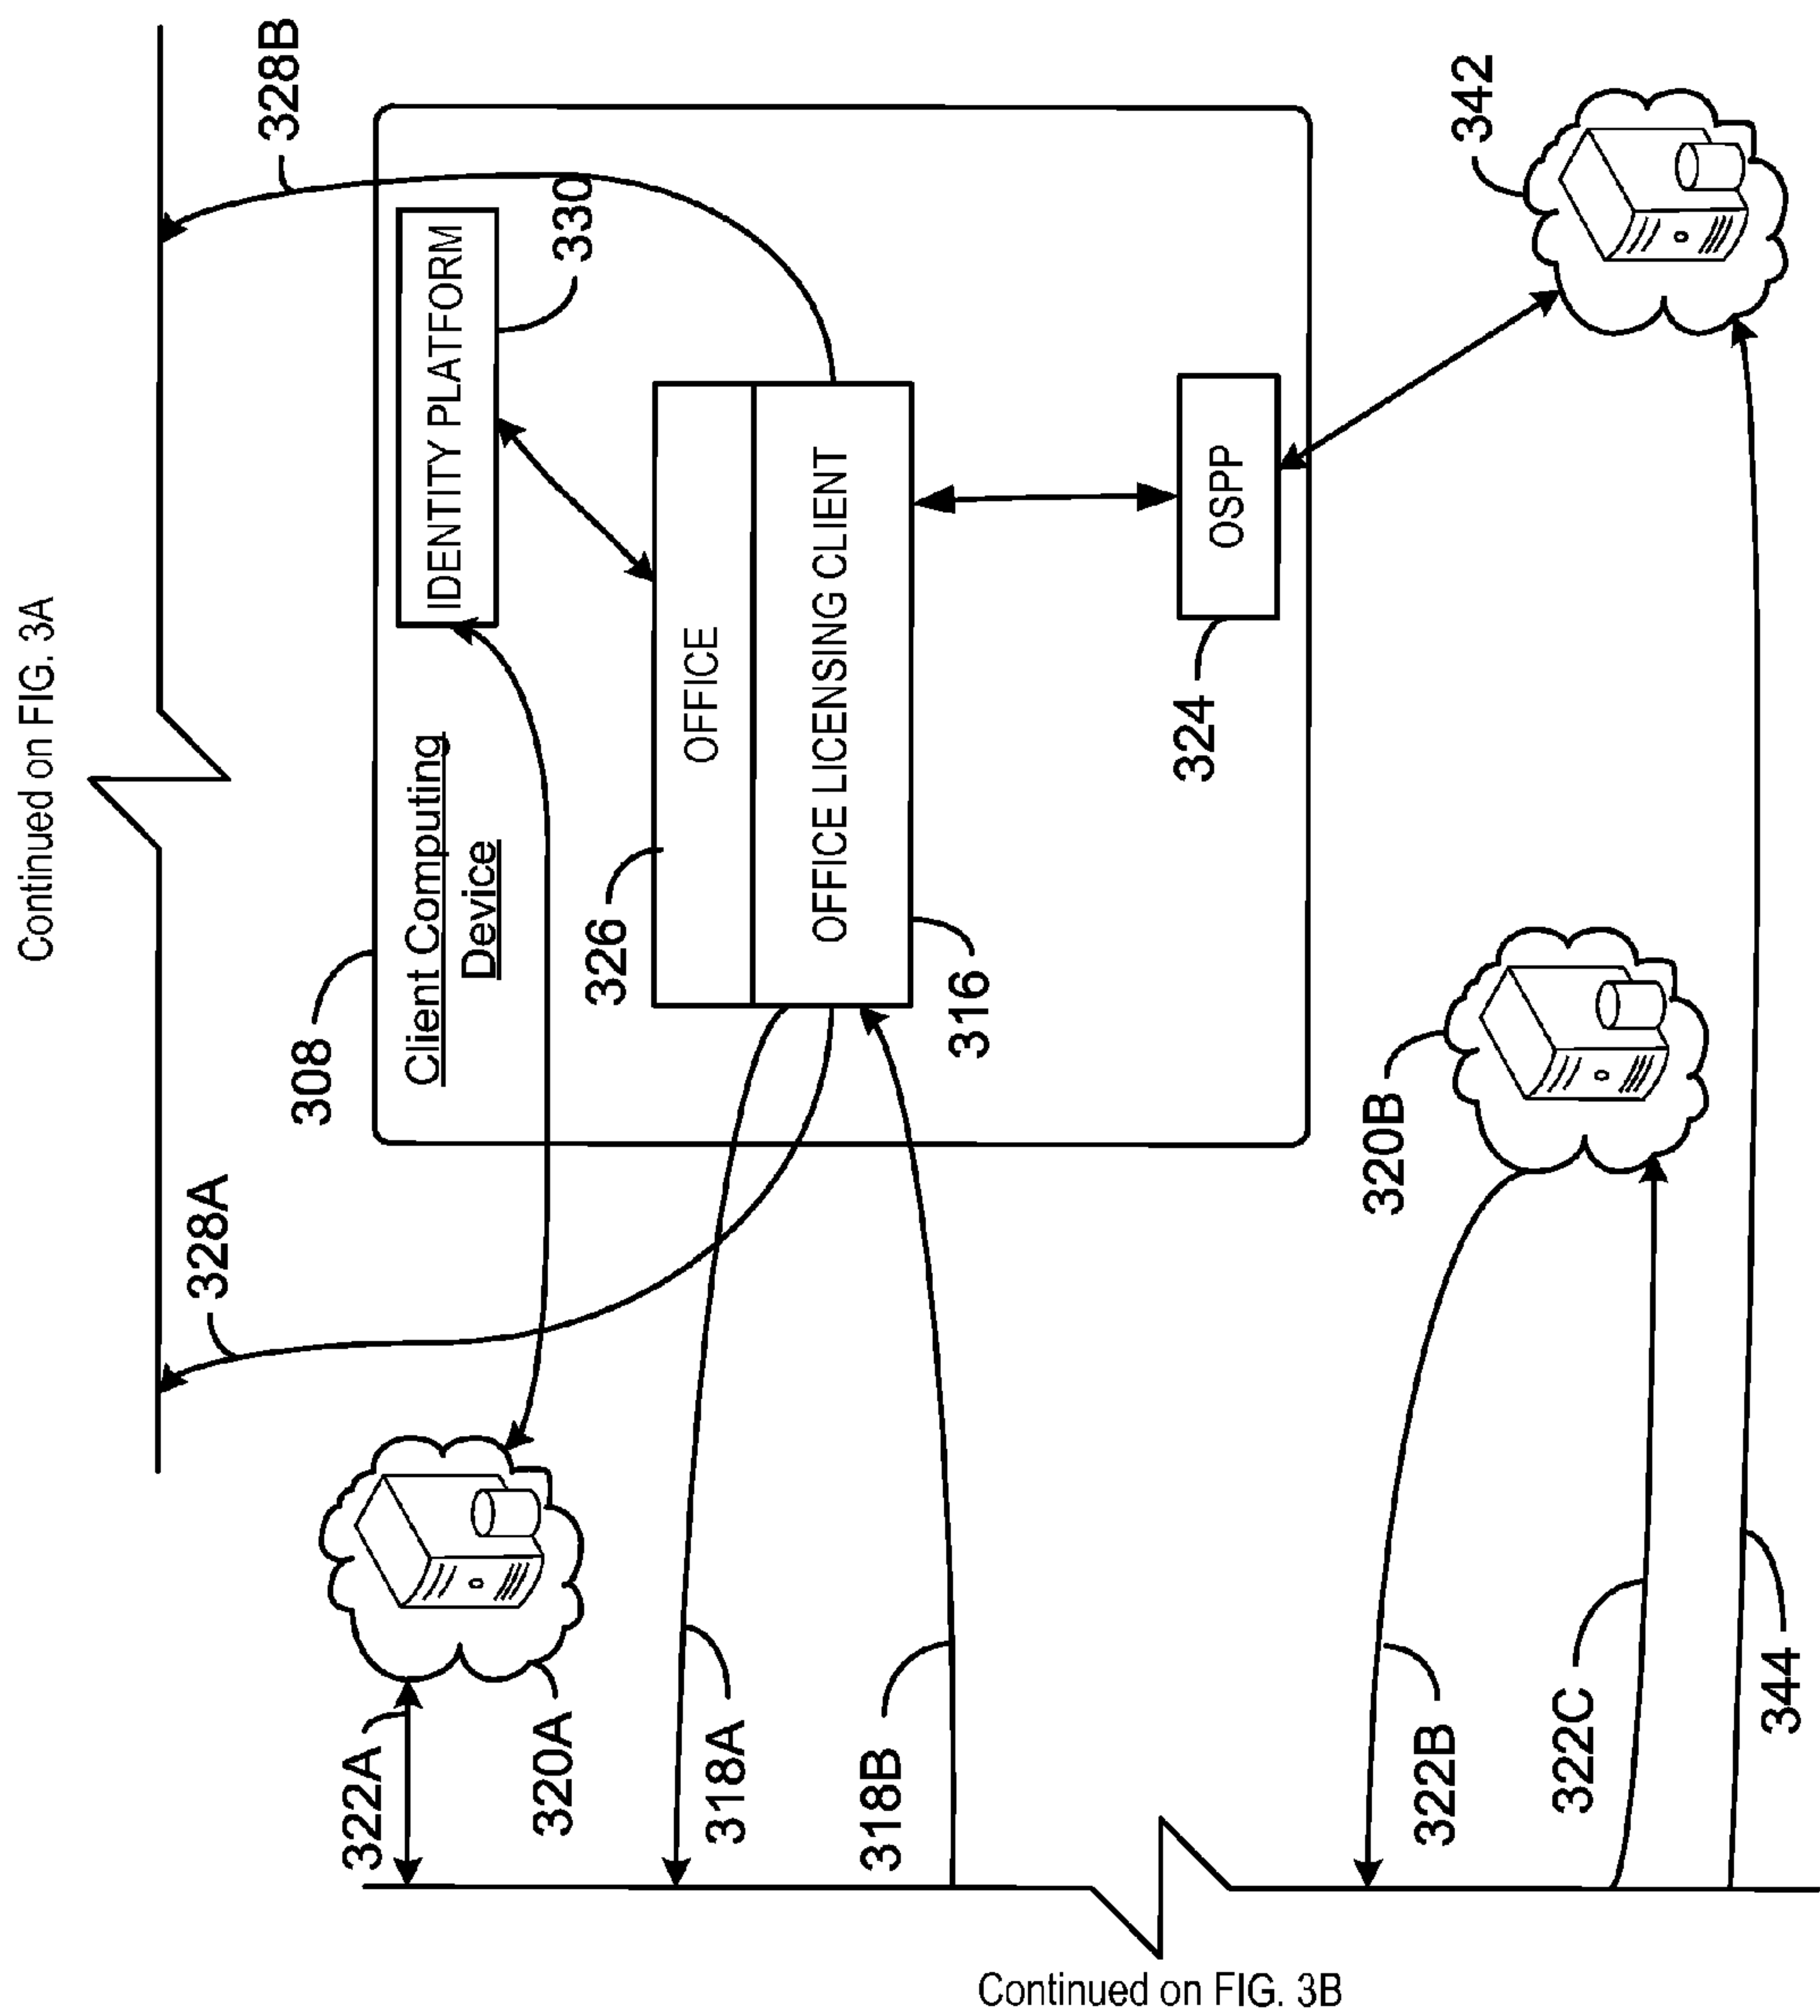 Continued on FIG. 3A
328B
328A
308
Client Computing
Device
IDENTITY PLATFORM
330
326
OFFICE
OFFICE LICENSING CLIENT
316
OSPP
324
342
322A
320A
318A
318B
320B
322B
322C
344
Continued on FIG. 3B